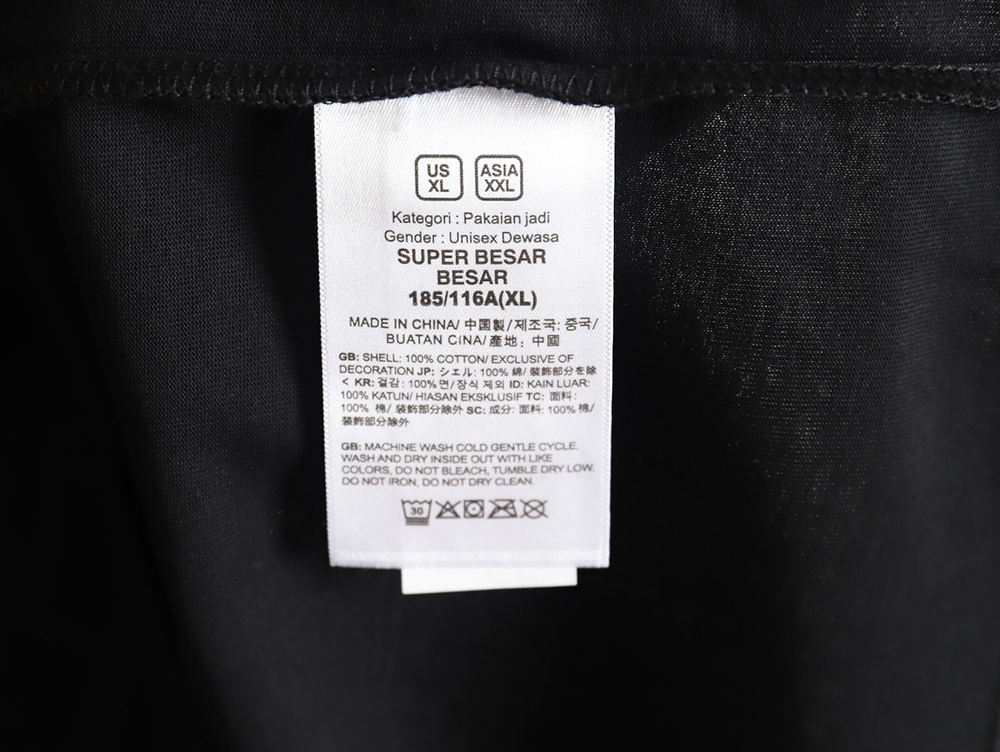 US XL
ASIA XXL
Kategori : Pakaian jadi
Gender : Unisex Dewasa
SUPER BESAR
BESAR
185/116A(XL)
MADE IN CHINA/ 中国製/제조국: 중국/
BUATAN CINA/產地: 中國
GB: SHELL: 100% COTTON/ EXCLUSIVE OF
DECORATION JP: シェル: 100% 綿/ 装飾部分を除
く KR: 겉감 : 100% 면/장식 제외 ID: KAIN LUAR:
100% KATUN/ HIASAN EKSKLUSIF TC: 面料:
100% 棉/ 裝飾部分除外 SC: 成分: 面料: 100% 棉/
装飾部分除外
GB: MACHINE WASH COLD GENTLE CYCLE.
WASH AND DRY INSIDE OUT WITH LIKE
COLORS, DO NOT BLEACH, TUMBLE DRY LOW.
DO NOT IRON, DO NOT DRY CLEAN.
30